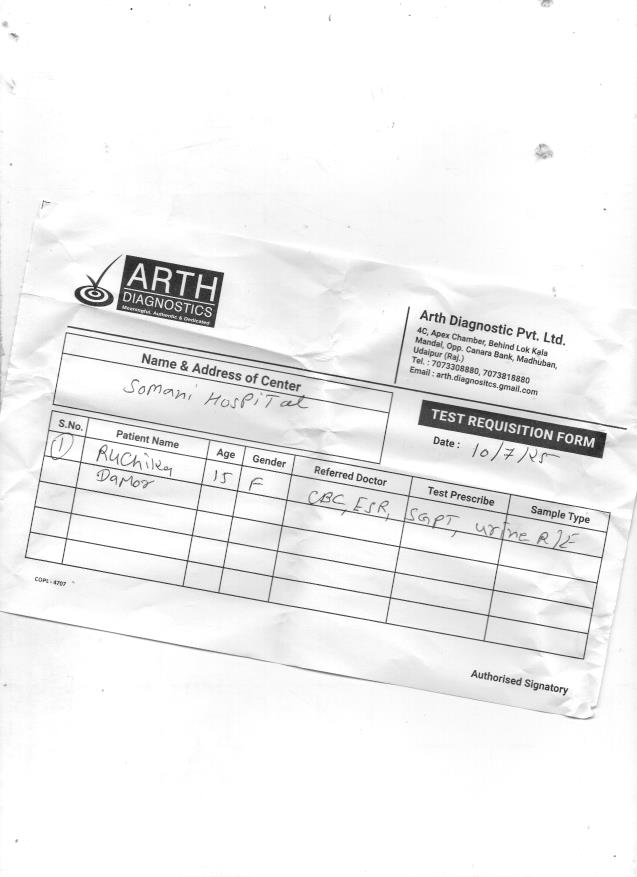 ARTH
DIAGNOSTICS
Meaningful, Authentic & Dedicated
Arth Diagnostic Pvt. Ltd.
4C, Apex Chamber, Behind Lok Kala
Mandal, Opp. Canara Bank, Madhuban,
Udaipur (Raj.)
Tel. : 7073308880, 7073818880
Email : arth.diagnositcs.gmail.com
Name & Address of Center
Somani HospiTal
TEST REQUISITION FORM
Date : 10/7/25
S.No. Patient Name Age Gender Referred Doctor Test Prescribe Sample Type
(1) RUChika 15 F CBC, ESR, SGPT, urine R/E
Damor
COPL - 4707
Authorised Signatory